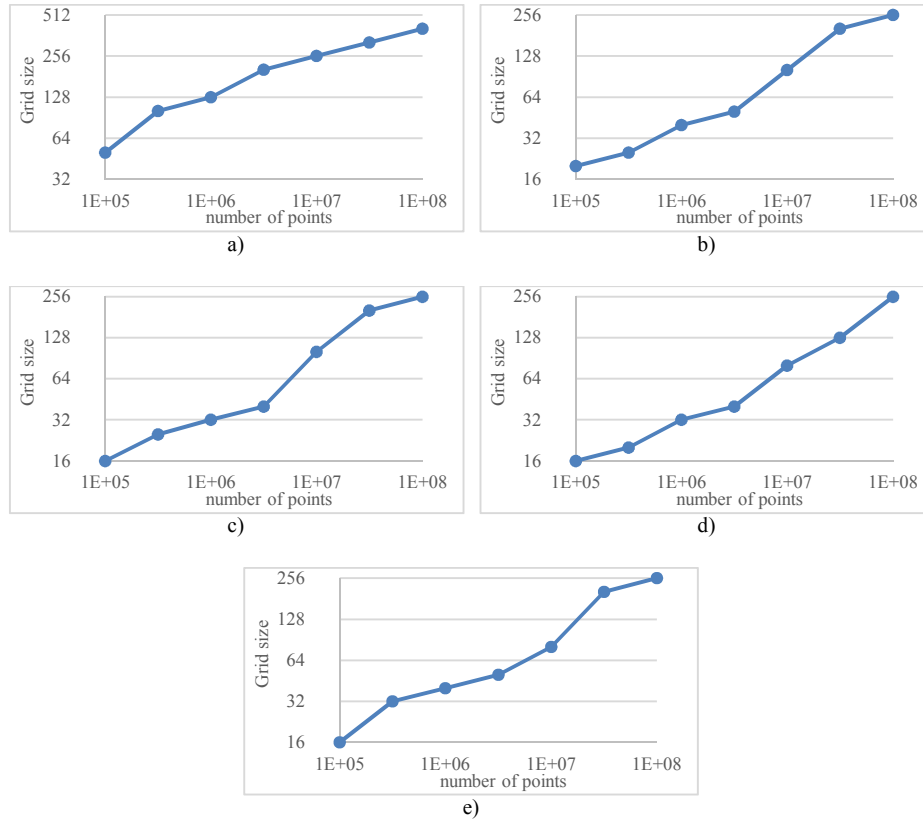 512
256
128
64
32
Grid size
1E+05 1E+06 1E+07 1E+08
number of points
a)
256
128
64
32
16
Grid size
1E+05 1E+06 1E+07 1E+08
number of points
b)
256
128
64
32
16
Grid size
1E+05 1E+06 1E+07 1E+08
number of points
c)
256
128
64
32
16
Grid size
1E+05 1E+06 1E+07 1E+08
number of points
d)
256
128
64
32
16
Grid size
1E+05 1E+06 1E+07 1E+08
number of points
e)